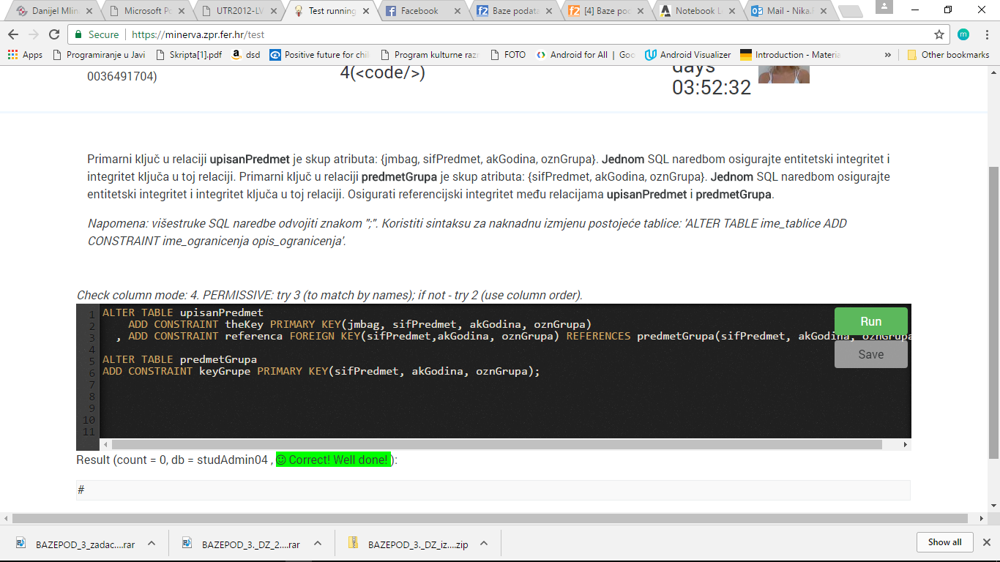 Danijel Mlin
Microsoft Po
UTR2012-LV
Test running
Facebook
Baze podat
[4] Baze poc
Notebook L
Mail - Nika.
Secure
https://minerva.zpr.fer.hr/test
m
Apps
Programiranje u Javi
Skripta[1].pdf
dsd
Positive future for chi
Program kulturne raz
FOTO
Android for All | Goo
Android Visualizer
Introduction - Materia
»
Other bookmarks
0036491704)
4(<code/>)
days
03:52:32
Primarni ključ u relaciji upisanPredmet je skup atributa: {jmbag, sifPredmet, akGodina, oznGrupa}. Jednom SQL naredbom osigurajte entitetski integritet i
integritet ključa u toj relaciji. Primarni ključ u relaciji predmetGrupa je skup atributa: {sifPredmet, akGodina, oznGrupa}. Jednom SQL naredbom osigurajte
entitetski integritet i integritet ključa u toj relaciji. Osigurati referencijski integritet među relacijama upisanPredmet i predmetGrupa.
Napomena: višestruke SQL naredbe odvojiti znakom ";". Koristiti sintaksu za naknadnu izmjenu postojeće tablice: 'ALTER TABLE ime_tablice ADD
CONSTRAINT ime_ogranicenja opis_ogranicenja'.
Check column mode: 4. PERMISSIVE: try 3 (to match by names); if not - try 2 (use column order).
1 ALTER TABLE upisanPredmet
2 ADD CONSTRAINT theKey PRIMARY KEY(jmbag, sifPredmet, akGodina, oznGrupa)
3 , ADD CONSTRAINT referenca FOREIGN KEY(sifPredmet,akGodina, oznGrupa) REFERENCES predmetGrupa(sifPredmet, akGodina, oznGrupa
4
5 ALTER TABLE predmetGrupa
6 ADD CONSTRAINT keyGrupe PRIMARY KEY(sifPredmet, akGodina, oznGrupa);
7
8
9
10
11
Run
Save
Result (count = 0, db = studAdmin04 , Correct! Well done! ):
#
BAZEPOD_3_zadac....rar
BAZEPOD_3._DZ_2....rar
BAZEPOD_3._DZ_iz....zip
Show all